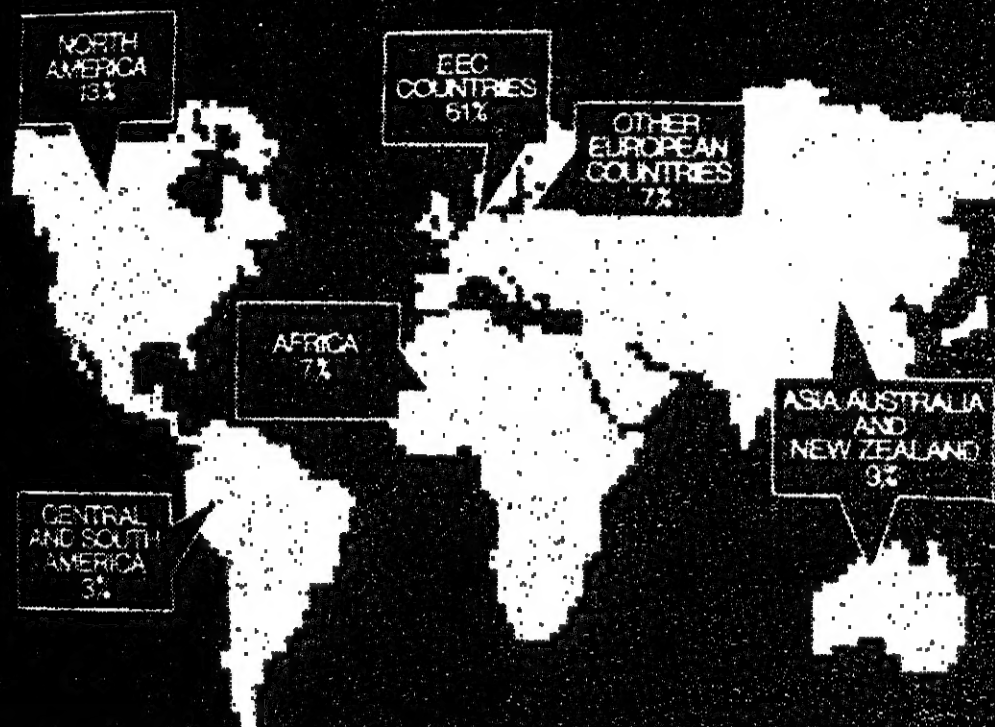 NORTH
AMERICA
13%
EEC
COUNTRIES
61%
OTHER
EUROPEAN
COUNTRIES
7%
AFRICA
7%
ASIA AUSTRALIA
AND
NEW ZEALAND
9%
CENTRAL
AND SOUTH
AMERICA
3%